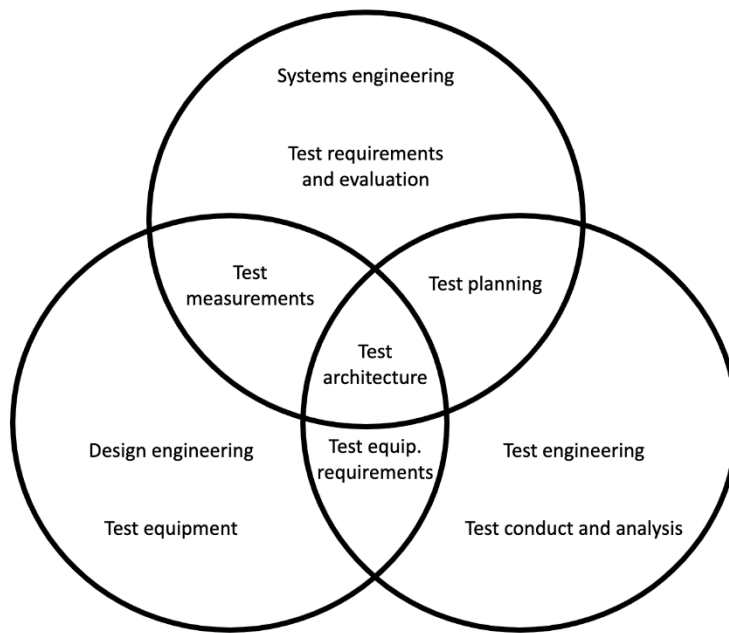 Systems engineering
Test requirements
and evaluation
Test
measurements
Test planning
Test
architecture
Design engineering
Test equip.
requirements
Test engineering
Test equipment
Test conduct and analysis